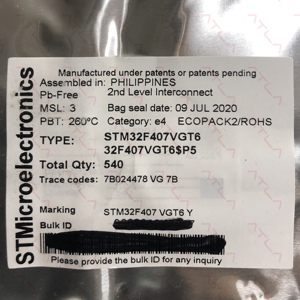 STMicroelectronics
Manufactured under patents or patents pending
Assembled in: PHILIPPINES
Pb-Free 2nd Level Interconnect
MSL: 3 Bag seal date: 09 JUL 2020
PBT: 260ºC Category: e4 ECOPACK2/ROHS
TYPE: STM32F407VGT6
32F407VGT6$P5
Total Qty: 540
Trace codes: 7B024478 VG 7B
Marking STM32F407 VGT6 Y
Bulk ID
Please provide the bulk ID for any inquiry